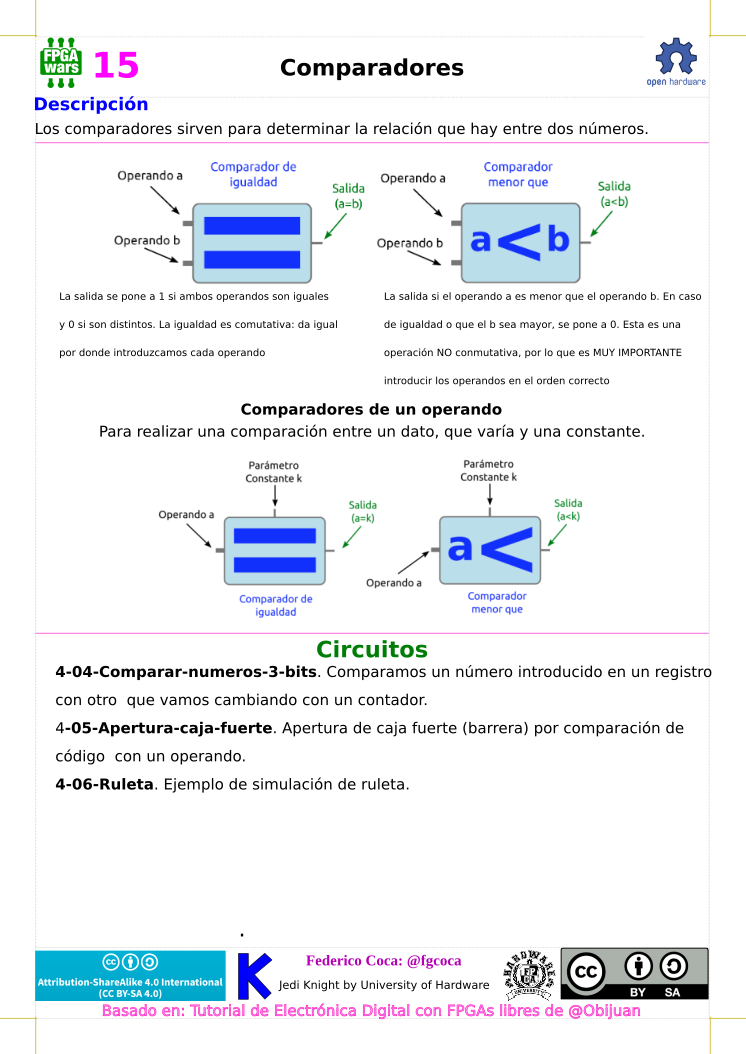 FPGA
wars
15
Comparadores
open hardware
Descripción
Los comparadores sirven para determinar la relación que hay entre dos números.
Operando a
Comparador de
igualdad
Salida
(a=b)
Operando b
La salida se pone a 1 si ambos operandos son iguales
y 0 si son distintos. La igualdad es comutativa: da igual
por donde introduzcamos cada operando
Operando a
Comparador
menor que
Salida
(a<b)
Operando b
a<b
La salida si el operando a es menor que el operando b. En caso
de igualdad o que el b sea mayor, se pone a 0. Esta es una
operación NO conmutativa, por lo que es MUY IMPORTANTE
introducir los operandos en el orden correcto
Comparadores de un operando
Para realizar una comparación entre un dato, que varía y una constante.
Parámetro
Constante k
Operando a
Salida
(a=k)
Comparador de
igualdad
Parámetro
Constante k
Salida
(a<k)
a<
Operando a
Comparador
menor que
Circuitos
4-04-Comparar-numeros-3-bits. Comparamos un número introducido en un registro
con otro que vamos cambiando con un contador.
4-05-Apertura-caja-fuerte. Apertura de caja fuerte (barrera) por comparación de
código con un operando.
4-06-Ruleta. Ejemplo de simulación de ruleta.
.
cc
Attribution-ShareAlike 4.0 International
(CC BY-SA 4.0)
K
Federico Coca: @fgcoca
Jedi Knight by University of Hardware
HARDWARE
UNIVERSITY
cc
BY SA
Basado en: Tutorial de Electrónica Digital con FPGAs libres de @Obijuan